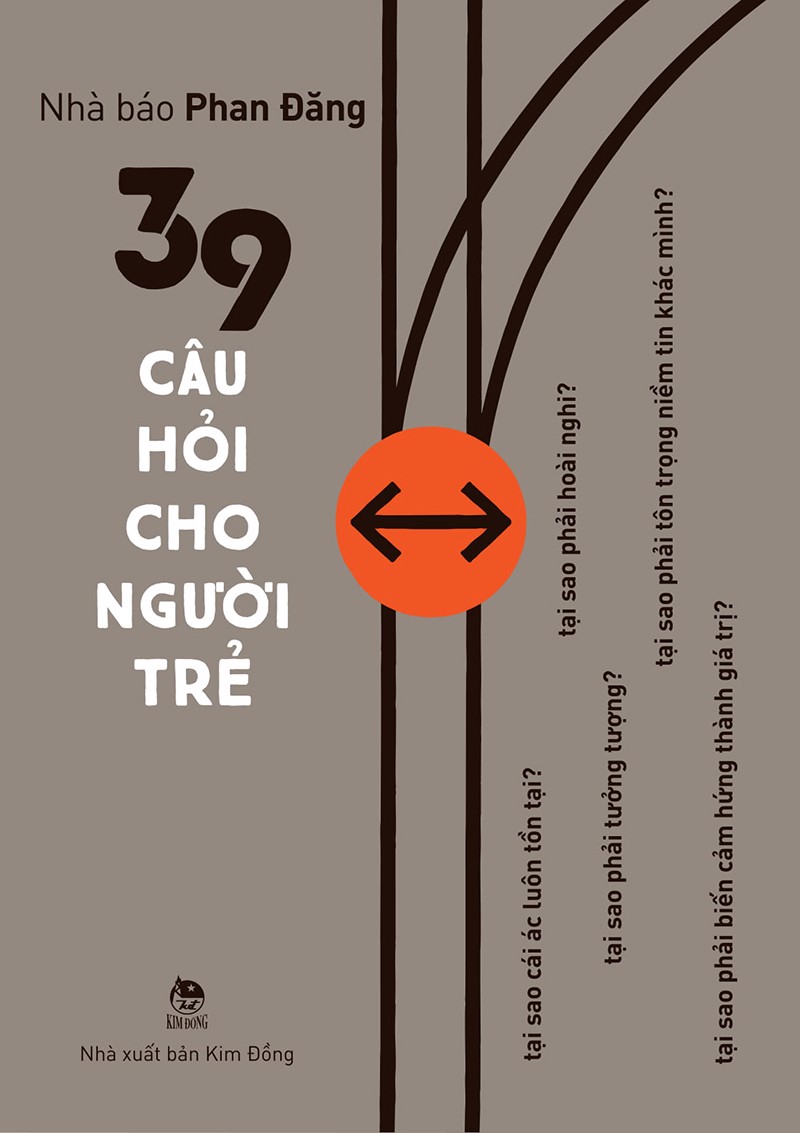 Nhà báo Phan Đăng
39
CÂU
HỎI
CHO
NGƯỜI
TRẺ
tại sao cái ác luôn tồn tại?
tại sao phải hoài nghi?
tại sao phải tưởng tượng?
tại sao phải tôn trọng niềm tin khác mình?
tại sao phải biến cảm hứng thành giá trị?
kđ
KIM ĐỒNG
Nhà xuất bản Kim Đồng